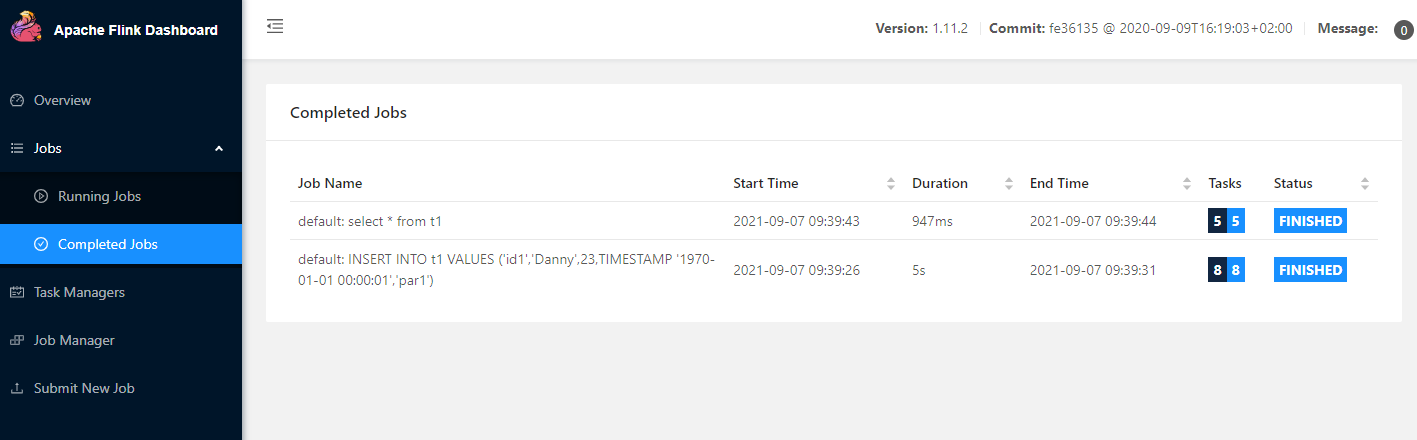 Apache Flink Dashboard
Version: 1.11.2 Commit: fe36135 @ 2020-09-09T16:19:03+02:00 Message: 0
Overview
Jobs
Running Jobs
Completed Jobs
Task Managers
Job Manager
Submit New Job
Completed Jobs
Job Name Start Time Duration End Time Tasks Status
default: select * from t1 2021-09-07 09:39:43 947ms 2021-09-07 09:39:44 5 5 FINISHED
default: INSERT INTO t1 VALUES ('id1','Danny',23,TIMESTAMP '1970-
01-01 00:00:01','par1') 2021-09-07 09:39:26 5s 2021-09-07 09:39:31 8 8 FINISHED